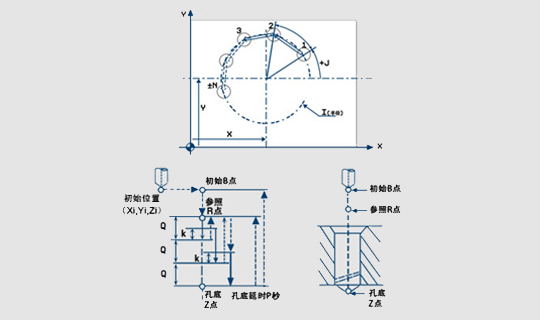 Y
3
2
1
+J
±N
Y
I(半径)
X
X
初始位置
(Xi,Yi,Zi)
初始B点
参照
R点
Q
k
Q
k
Q
孔底
Z点
孔底延时P秒
初始B点
参照R点
孔底
Z点